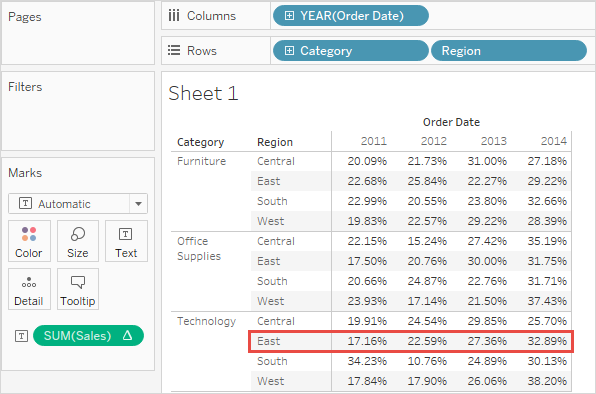 Pages
Columns
YEAR(Order Date)
Rows
Category
Region
Filters
Marks
Automatic
Color
Size
Text
Detail
Tooltip
SUM(Sales) Δ
Sheet 1
Order Date
Category Region 2011 2012 2013 2014
Furniture Central 20.09% 21.73% 31.00% 27.18%
East 22.68% 25.84% 22.27% 29.22%
South 22.99% 20.55% 23.80% 32.66%
West 19.83% 22.57% 29.22% 28.39%
Office Central 22.15% 15.24% 27.42% 35.19%
Supplies East 17.50% 20.76% 30.00% 31.75%
South 20.66% 24.87% 22.76% 31.71%
West 23.93% 17.14% 21.50% 37.43%
Technology Central 19.91% 24.54% 29.85% 25.70%
East 17.16% 22.59% 27.36% 32.89%
South 34.23% 10.76% 24.89% 30.13%
West 17.84% 17.90% 26.06% 38.20%